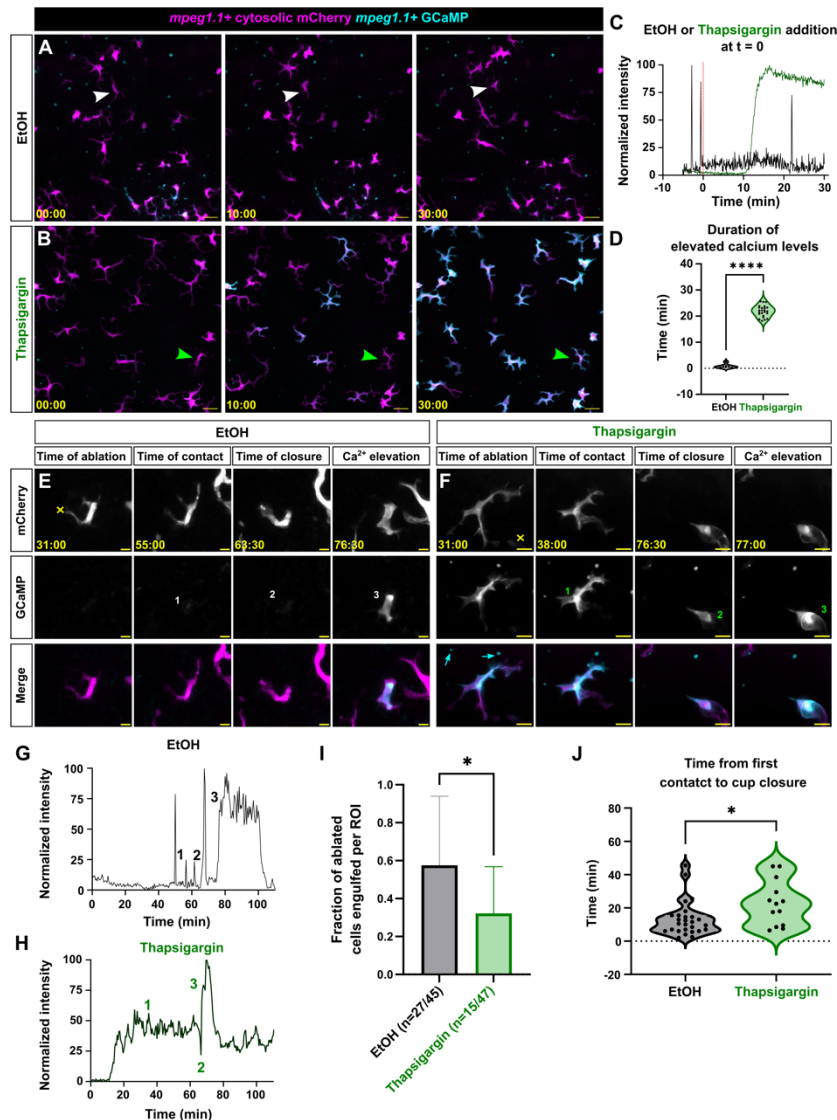 mpeg1.1+ cytosolic mCherry mpeg1.1+ GCaMP
EtOH
A
00:00
10:00
30:00
Thapsigargin
B
00:00
10:00
30:00
C
EtOH or Thapsigargin addition
at t = 0
Normalized intensity
100
75
50
25
0
-10 0 10 20 30
Time (min)
D
Duration of
elevated calcium levels
****
Time (min)
40
30
20
10
0
-10
EtOH Thapsigargin
EtOH
Time of ablation Time of contact Time of closure Ca²⁺ elevation
mCherry
E
×
31:00
55:00
63:30
76:30
GCaMP
1
2
3
Merge
Thapsigargin
Time of ablation Time of contact Time of closure Ca²⁺ elevation
F
×
31:00
38:00
76:30
77:00
1
2
3
G
EtOH
Normalized intensity
100
75
50
25
0
1
2
3
0 20 40 60 80 100
Time (min)
H
Thapsigargin
Normalized intensity
100
75
50
25
0
1
2
3
0 20 40 60 80 100
Time (min)
I
*
Fraction of ablated
cells engulfed per ROI
1.0
0.8
0.6
0.4
0.2
0.0
EtOH (n=27/45)
Thapsigargin (n=15/47)
J
Time from first
contatct to cup closure
*
Time (min)
60
40
20
0
-20
EtOH
Thapsigargin